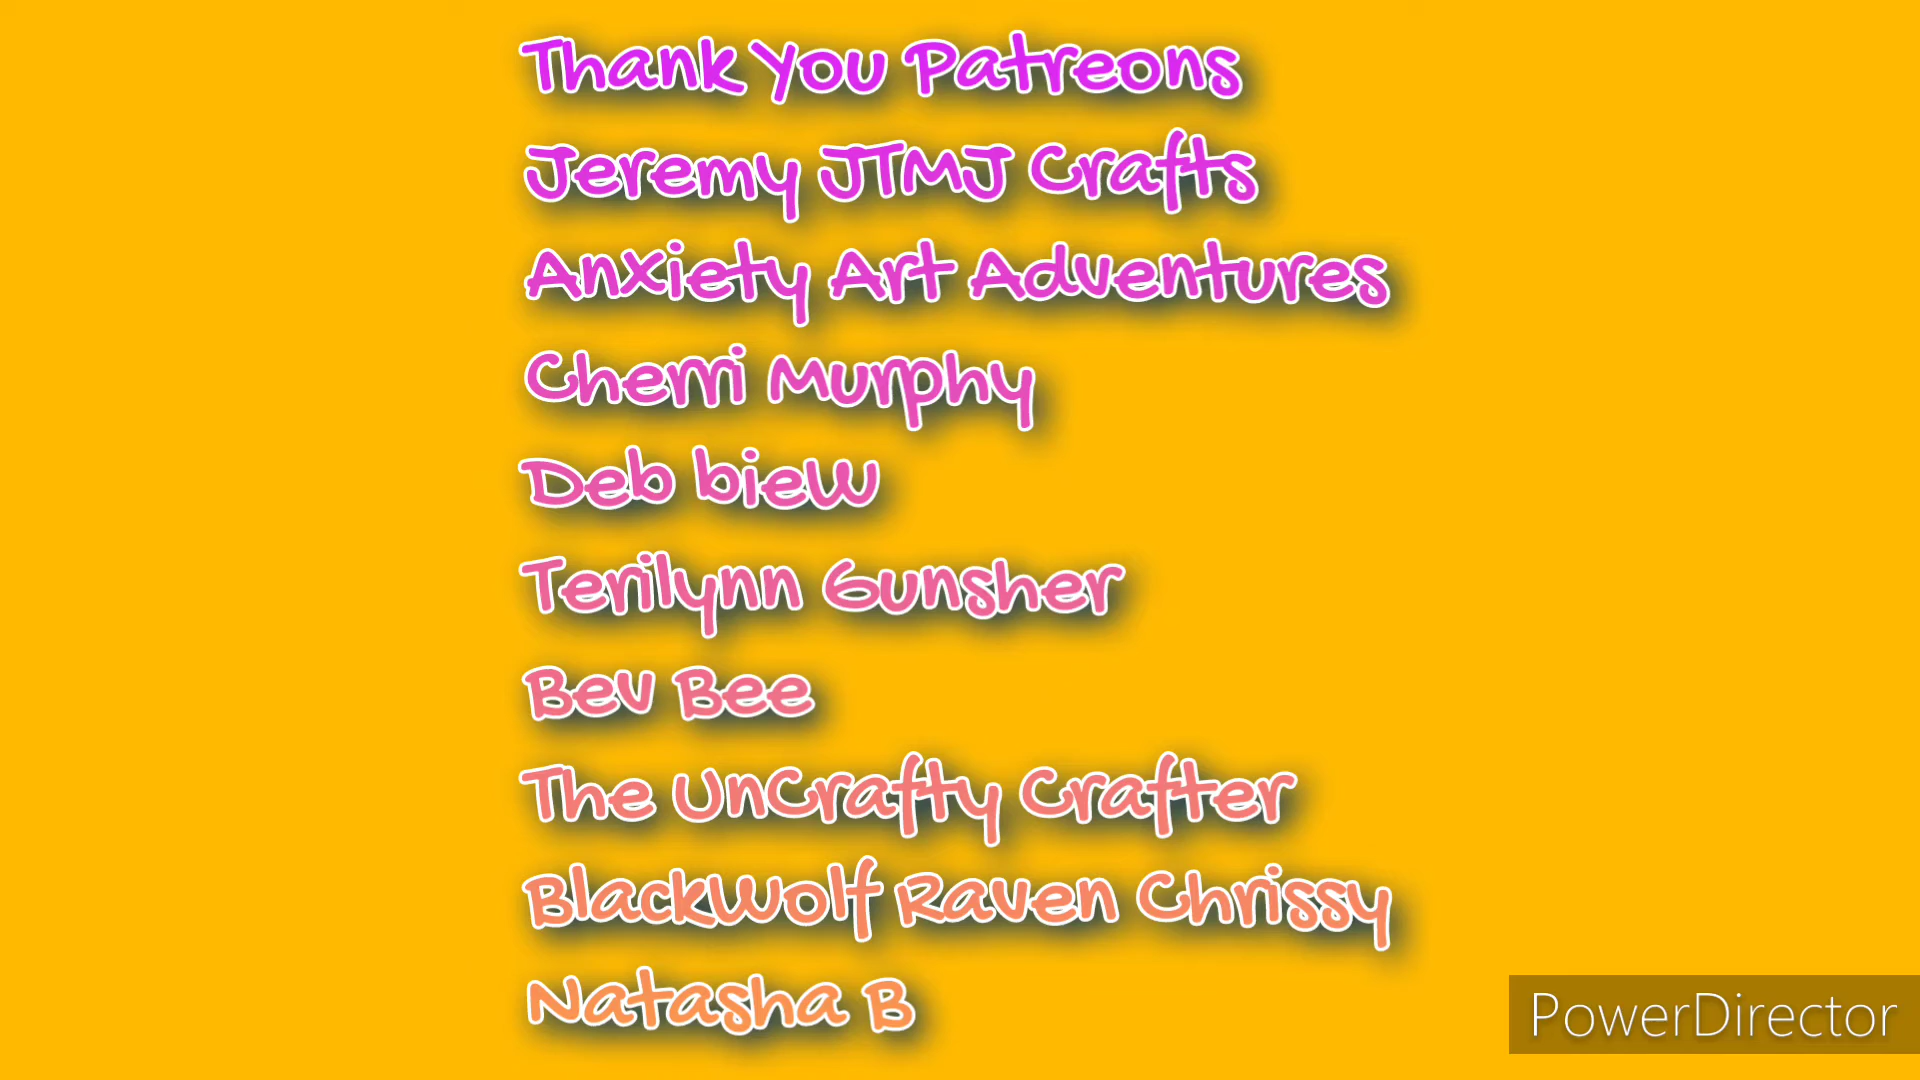 Thank You Patreons
Jeremy JTMJ Crafts
Anxiety Art Adventures
Cherri Murphy
Deb bieW
Terilynn Gunsher
Bev Bee
The UnCrafty Crafter
BlackWolf Raven Chrissy
Natasha B
PowerDirector